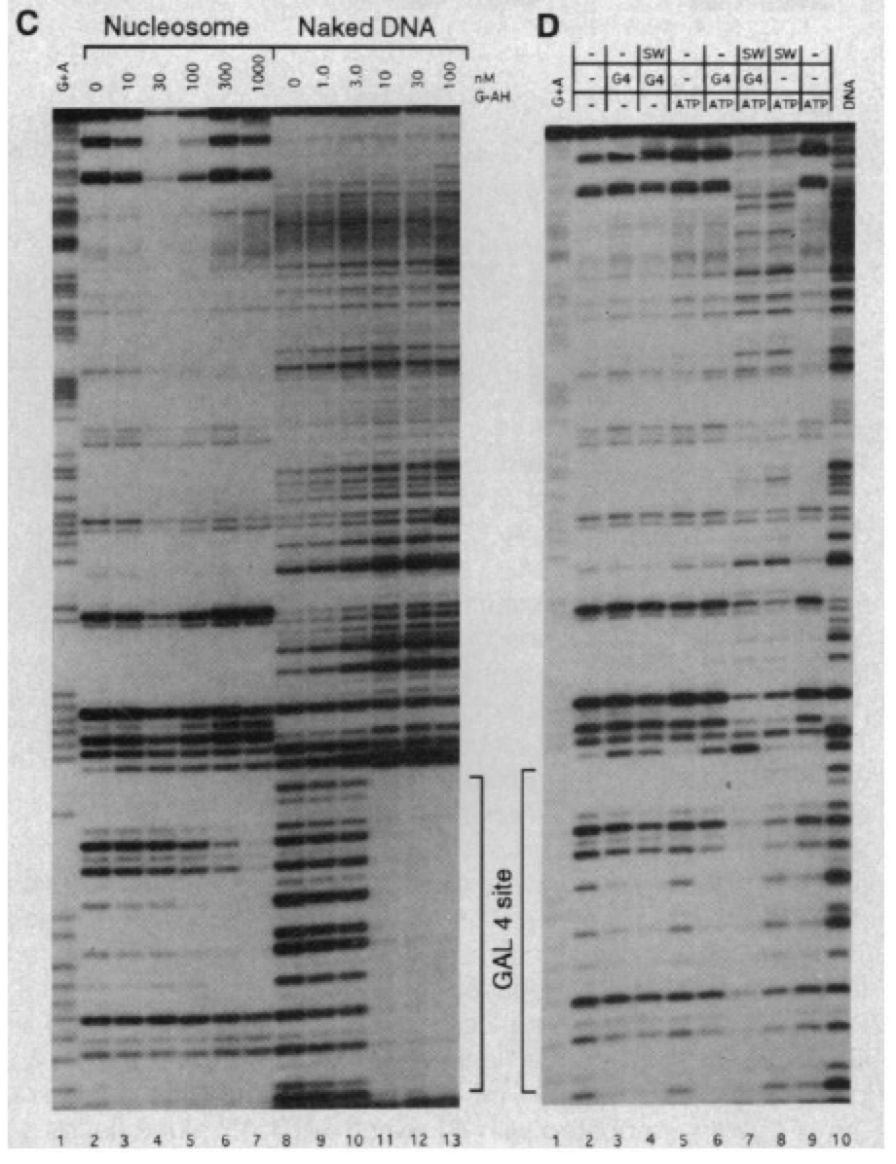 C
Nucleosome Naked DNA
G+A 0 10 30 100 300 1000 0 1.0 3.0 10 30 100 nM
G-AH
GAL 4 site
1 2 3 4 5 6 7 8 9 10 11 12 13
D
- - SW - - SW SW -
- G4 G4 - G4 G4 - -
G+A - - - ATP ATP ATP ATP ATP DNA
1 2 3 4 5 6 7 8 9 10